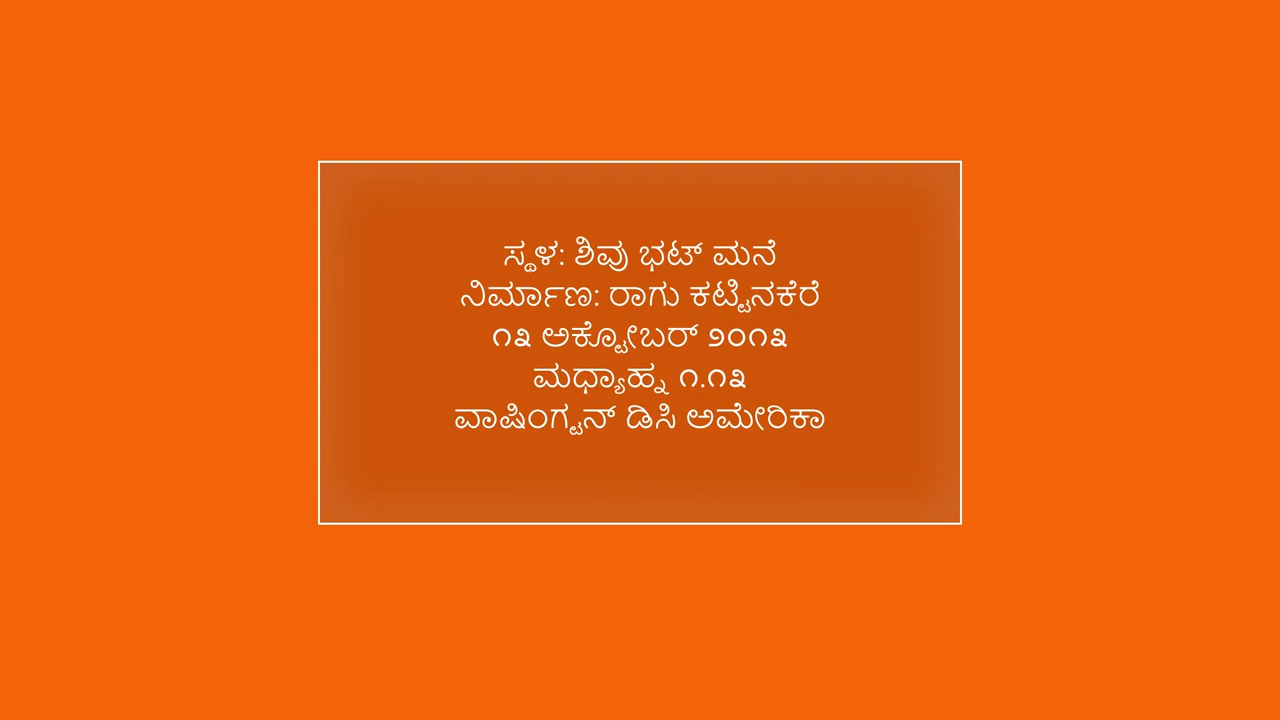 ಸ್ಥಳ: ಶಿವು ಭಟ್ ಮನೆ
ನಿರ್ಮಾಣ: ರಾಗು ಕಟ್ಟಿನಕೆರೆ
೧೩ ಅಕ್ಟೋಬರ್ ೨೦೧೩
ಮಧ್ಯಾಹ್ನ ೧.೧೩
ವಾಷಿಂಗ್ಟನ್ ಡಿಸಿ ಅಮೇರಿಕಾ